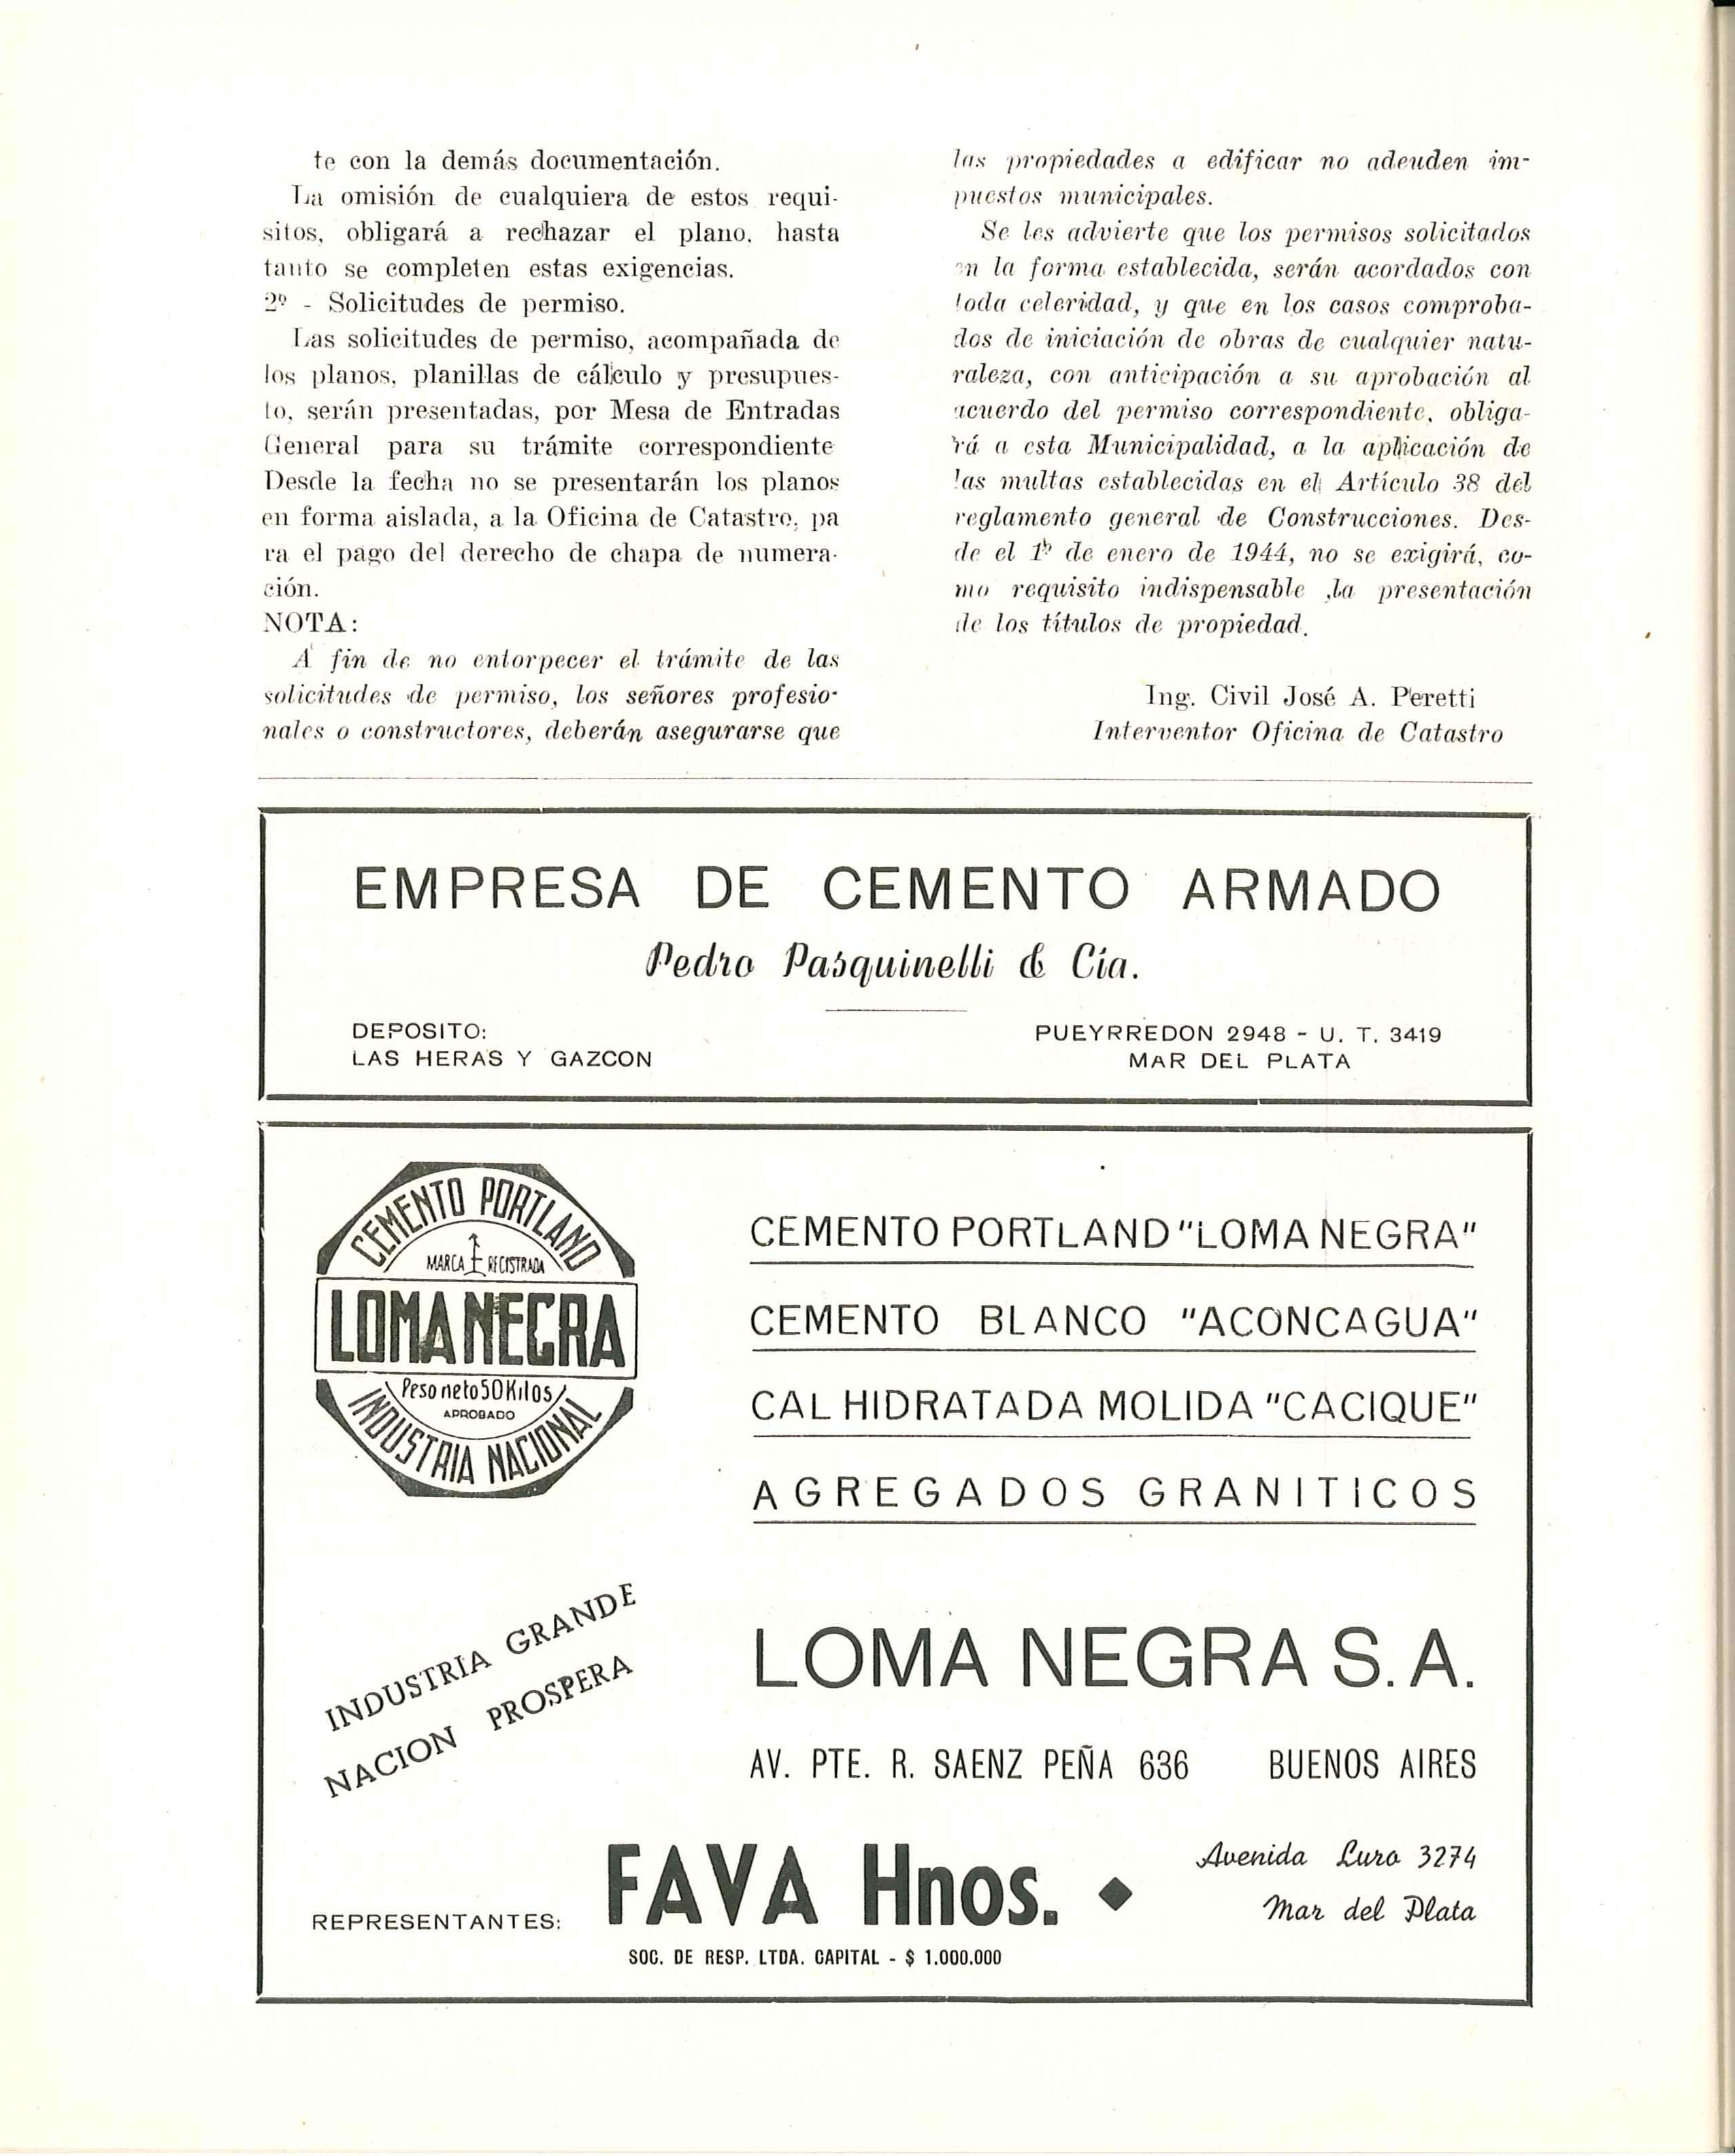 te con la demás documentación.
La omisión de cualquiera de estos requi-
sitos, obligará a rechazar el plano, hasta
tanto se completen estas exigencias.
2º - Solicitudes de permiso.
Las solicitudes de permiso, acompañada de
los planos, planillas de cálculo y presupues-
to, serán presentadas, por Mesa de Entradas
General para su trámite correspondiente
Desde la fecha no se presentarán los planos
en forma aislada, a la Oficina de Catastro, pa
ra el pago del derecho de chapa de numera-
ción.
NOTA:
A fin de no entorpecer el trámite de las
solicitudes de permiso, los señores profesio-
nales o constructores, deberán asegurarse que
las propiedades a edificar no adeuden im-
puestos municipales.
Se les advierte que los permisos solicitados
en la forma establecida, serán acordados con
toda celeridad, y que en los casos comproba-
dos de iniciación de obras de cualquier natu-
raleza, con anticipación a su aprobación al
acuerdo del permiso correspondiente, obliga-
rá a esta Municipalidad, a la aplicación de
las multas establecidas en el Artículo 38 del
reglamento general de Construcciones. Des-
de el 1º de enero de 1944, no se exigirá, co-
mo requisito indispensable ,la presentación
de los títulos de propiedad.
Ing. Civil José A. Peretti
Interventor Oficina de Catastro
EMPRESA DE CEMENTO ARMADO
Pedro Pasquinelli & Cía.
DEPOSITO:
LAS HERAS Y GAZCON
PUEYRREDON 2948 - U. T. 3419
MAR DEL PLATA
CEMENTO PORTLAND
MARCA REGISTRADA
LOMA NEGRA
Peso neto 50 Kilos
APROBADO
INDUSTRIA NACIONAL
CEMENTO PORTLAND "LOMA NEGRA"
CEMENTO BLANCO "ACONCAGUA"
CAL HIDRATADA MOLIDA "CACIQUE"
AGREGADOS GRANITICOS
INDUSTRIA GRANDE
NACION PROSPERA
LOMA NEGRA S. A.
AV. PTE. R. SAENZ PEÑA 636 BUENOS AIRES
REPRESENTANTES:
FAVA Hnos.
SOC. DE RESP. LTDA. CAPITAL - $ 1.000.000
Avenida Luro 3274
Mar del Plata